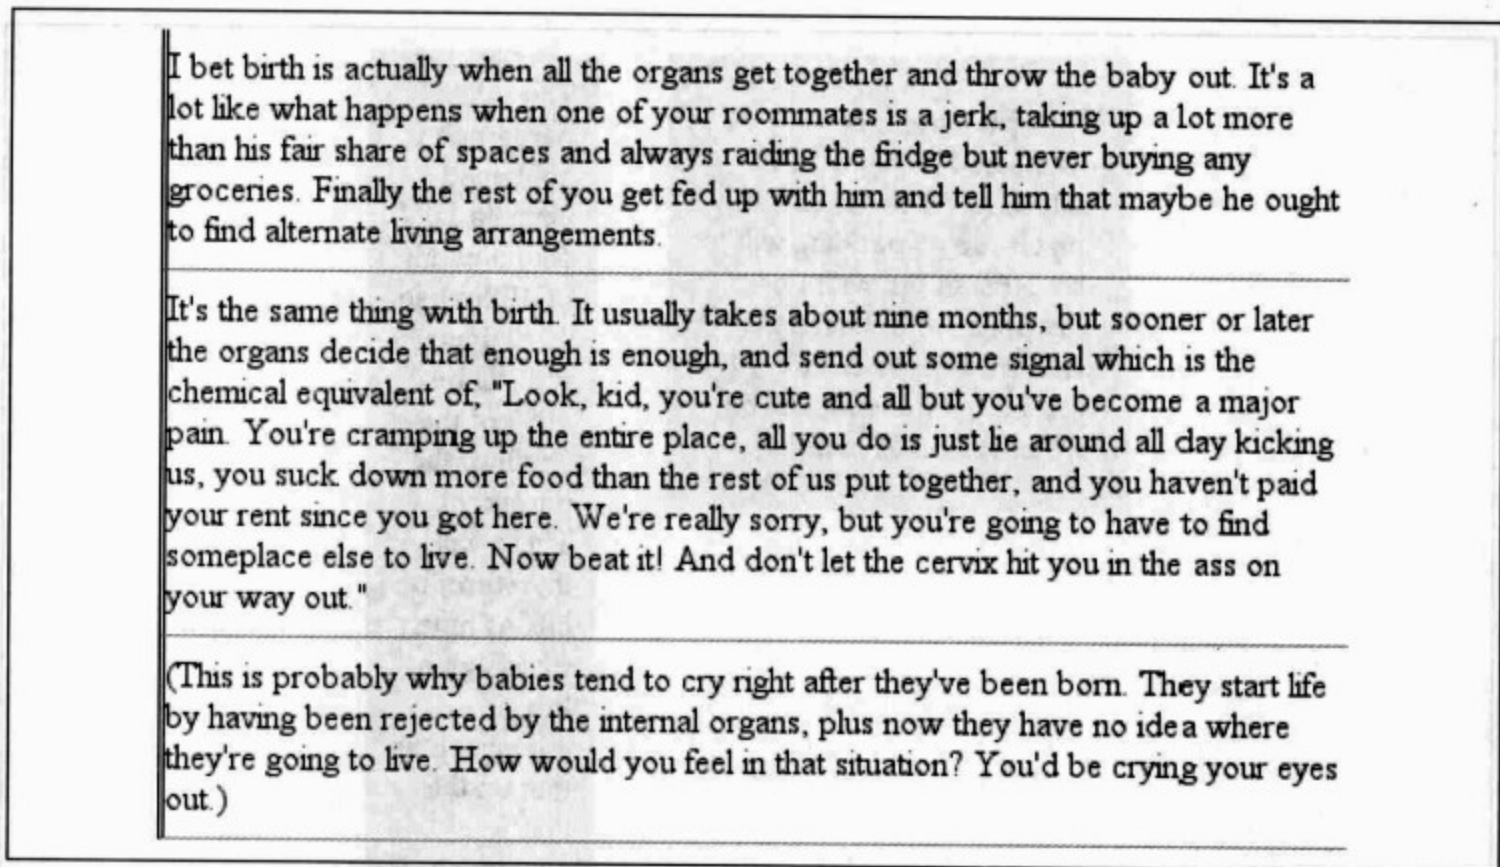 I bet birth is actually when all the organs get together and throw the baby out. It's a
lot like what happens when one of your roommates is a jerk, taking up a lot more
than his fair share of spaces and always raiding the fridge but never buying any
groceries. Finally the rest of you get fed up with him and tell him that maybe he ought
to find alternate living arrangements.
It's the same thing with birth. It usually takes about nine months, but sooner or later
the organs decide that enough is enough, and send out some signal which is the
chemical equivalent of, "Look, kid, you're cute and all but you've become a major
pain. You're cramping up the entire place, all you do is just lie around all day kicking
us, you suck down more food than the rest of us put together, and you haven't paid
your rent since you got here. We're really sorry, but you're going to have to find
someplace else to live. Now beat it! And don't let the cervix hit you in the ass on
your way out."
(This is probably why babies tend to cry right after they've been born. They start life
by having been rejected by the internal organs, plus now they have no idea where
they're going to live. How would you feel in that situation? You'd be crying your eyes
out.)